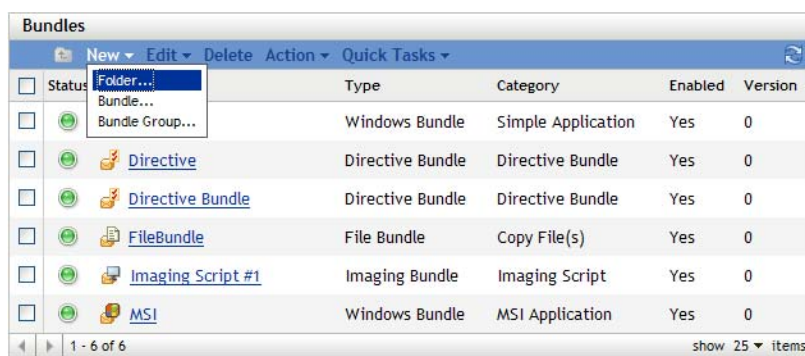 Bundles
New Edit Delete Action Quick Tasks
Status Type Category Enabled Version
Folder...
Bundle...
Bundle Group...
Windows Bundle Simple Application Yes 0
Directive Directive Bundle Directive Bundle Yes 0
Directive Bundle Directive Bundle Directive Bundle Yes 0
FileBundle File Bundle Copy File(s) Yes 0
Imaging Script #1 Imaging Bundle Imaging Script Yes 0
MSI Windows Bundle MSI Application Yes 0
1 - 6 of 6 show 25 items